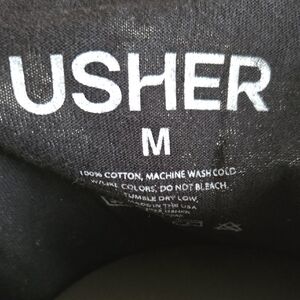 USHER
M
100% COTTON, MACHINE WASH COLD
W/LIKE COLORS, DO NOT BLEACH.
TUMBLE DRY LOW.
IN THE USA